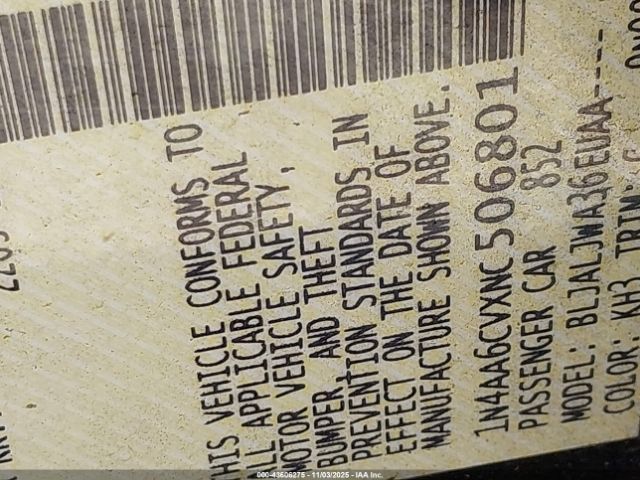 2205
THIS VEHICLE CONFORMS TO
ALL APPLICABLE FEDERAL
MOTOR VEHICLE SAFETY,
BUMPER, AND THEFT
PREVENTION STANDARDS IN
EFFECT ON THE DATE OF
MANUFACTURE SHOWN ABOVE.
1N4AA6CVXNC506801
PASSENGER CAR 852
MODEL: BLJALJWA36EUAA----
COLOR: KH3 TRIM: G
000-43606275 - 11/03/2025 - IAA Inc.